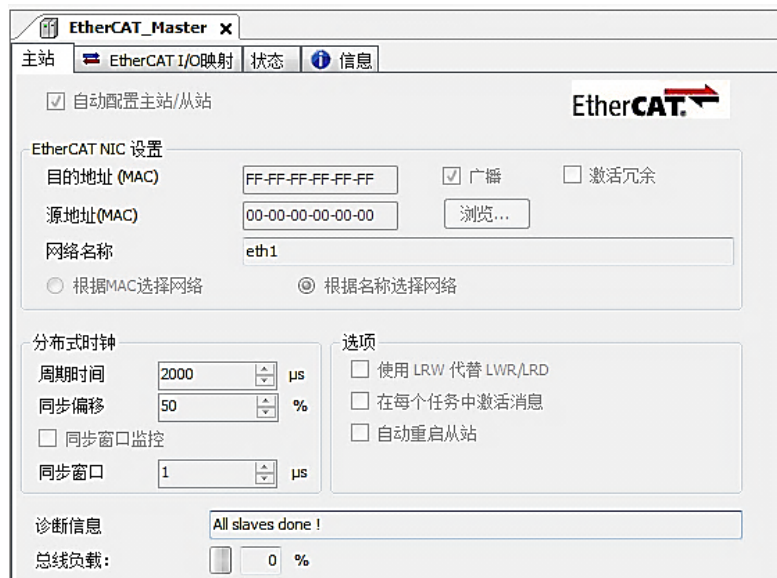 EtherCAT_Master x
主站 EtherCAT I/O映射 状态 信息
自动配置主站/从站
EtherCAT.
EtherCAT NIC 设置
目的地址 (MAC) FF-FF-FF-FF-FF-FF 广播 激活冗余
源地址(MAC) 00-00-00-00-00-00 浏览...
网络名称 eth1
根据MAC选择网络 根据名称选择网络
分布式时钟 选项
周期时间 2000 µs 使用 LRW 代替 LWR/LRD
同步偏移 50 % 在每个任务中激活消息
同步窗口监控 自动重启从站
同步窗口 1 µs
诊断信息 All slaves done !
总线负载: 0 %